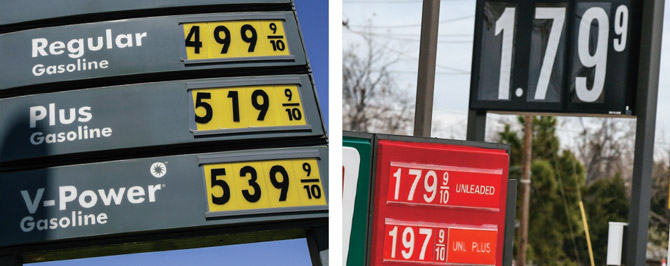 Regular 499 9/10
Gasoline
Plus 519 9/10
Gasoline
V-Power® 539 9/10
Gasoline
1.79 9
179 9/10 UNLEADED
197 9/10 UNL PLUS